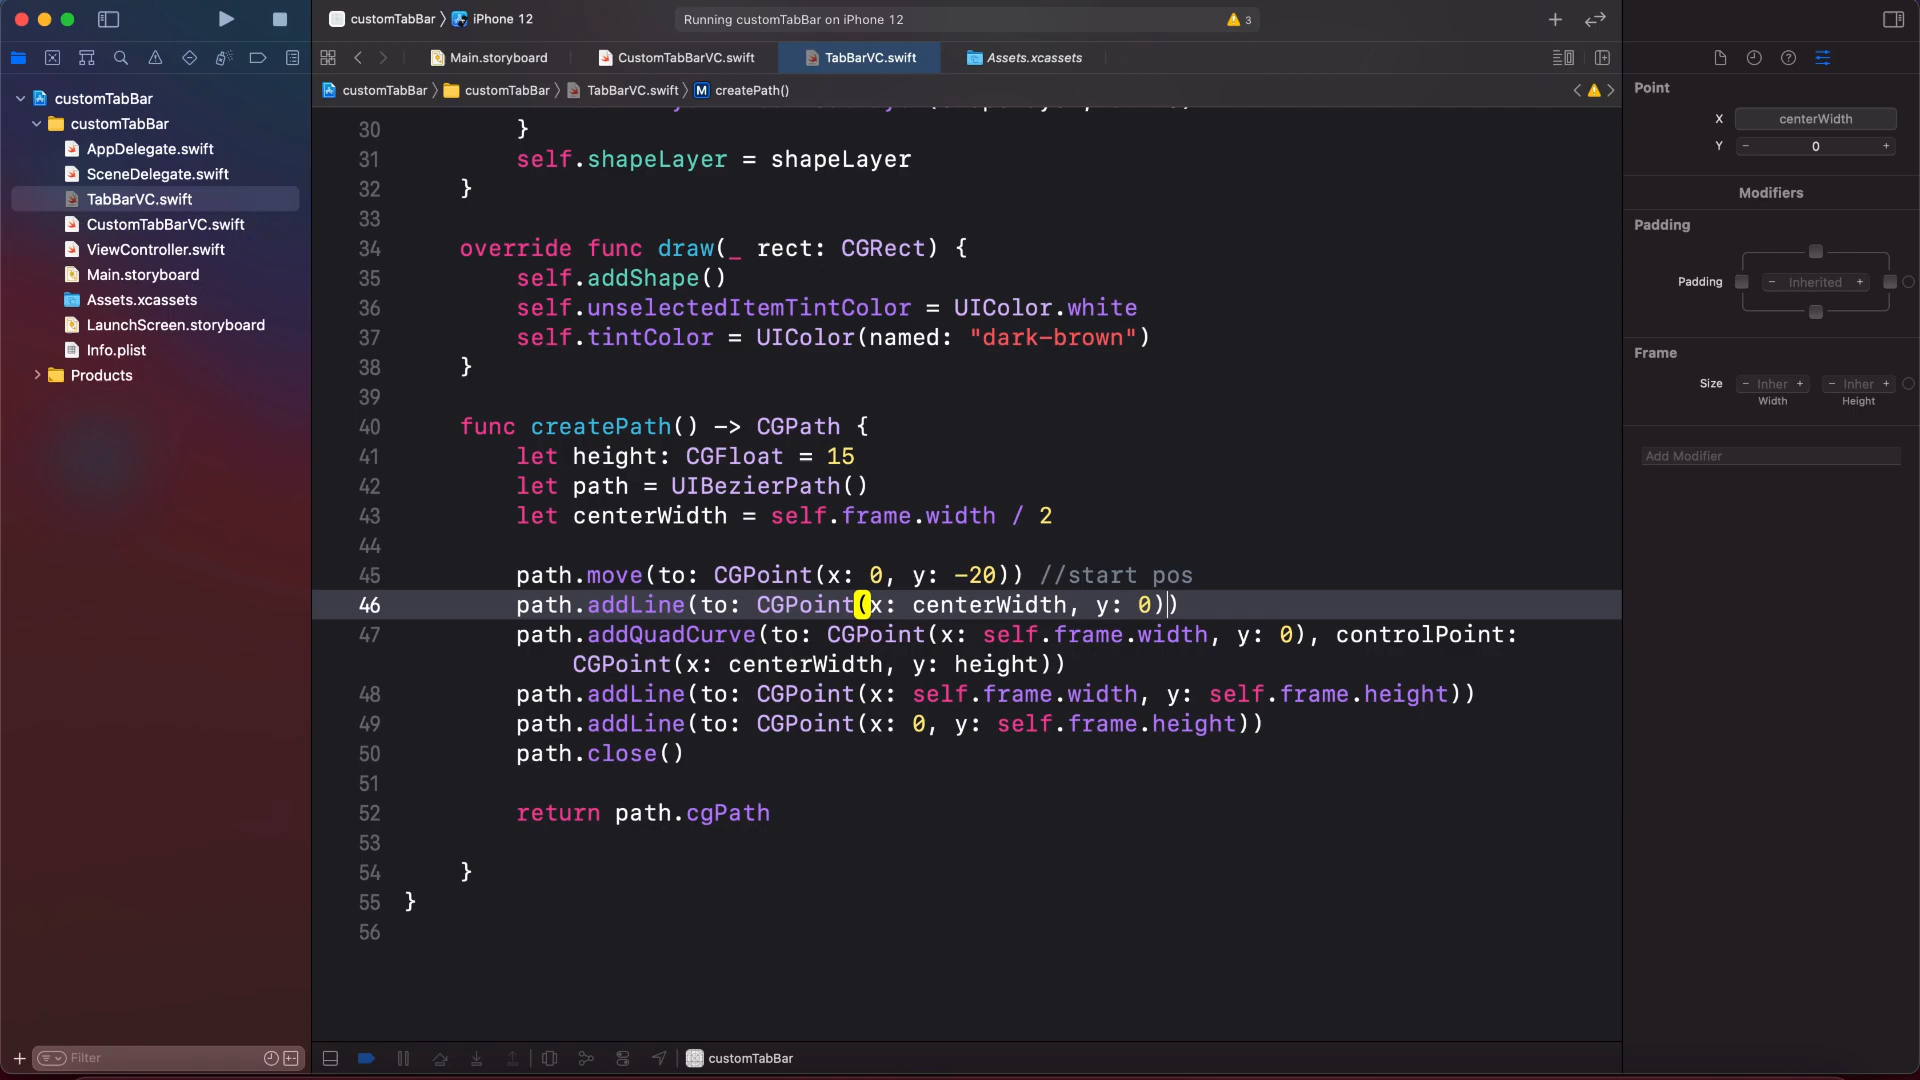 customTabBar 〉 iPhone 12
Running customTabBar on iPhone 12
3
Main.storyboard
CustomTabBarVC.swift
TabBarVC.swift
Assets.xcassets
customTabBar 〉 customTabBar 〉 TabBarVC.swift 〉 M createPath()
customTabBar
customTabBar
AppDelegate.swift
SceneDelegate.swift
TabBarVC.swift
CustomTabBarVC.swift
ViewController.swift
Main.storyboard
Assets.xcassets
LaunchScreen.storyboard
Info.plist
Products
Filter
30 }
31 self.shapeLayer = shapeLayer
32 }
33
34 override func draw(_ rect: CGRect) {
35 self.addShape()
36 self.unselectedItemTintColor = UIColor.white
37 self.tintColor = UIColor(named: "dark-brown")
38 }
39
40 func createPath() -> CGPath {
41 let height: CGFloat = 15
42 let path = UIBezierPath()
43 let centerWidth = self.frame.width / 2
44
45 path.move(to: CGPoint(x: 0, y: -20)) //start pos
46 path.addLine(to: CGPoint(x: centerWidth, y: 0))
47 path.addQuadCurve(to: CGPoint(x: self.frame.width, y: 0), controlPoint:
CGPoint(x: centerWidth, y: height))
48 path.addLine(to: CGPoint(x: self.frame.width, y: self.frame.height))
49 path.addLine(to: CGPoint(x: 0, y: self.frame.height))
50 path.close()
51
52 return path.cgPath
53
54 }
55 }
56
customTabBar
Point
X centerWidth
Y − 0 +
Modifiers
Padding
Padding − Inherited +
Frame
Size − Inher + − Inher +
Width Height
Add Modifier